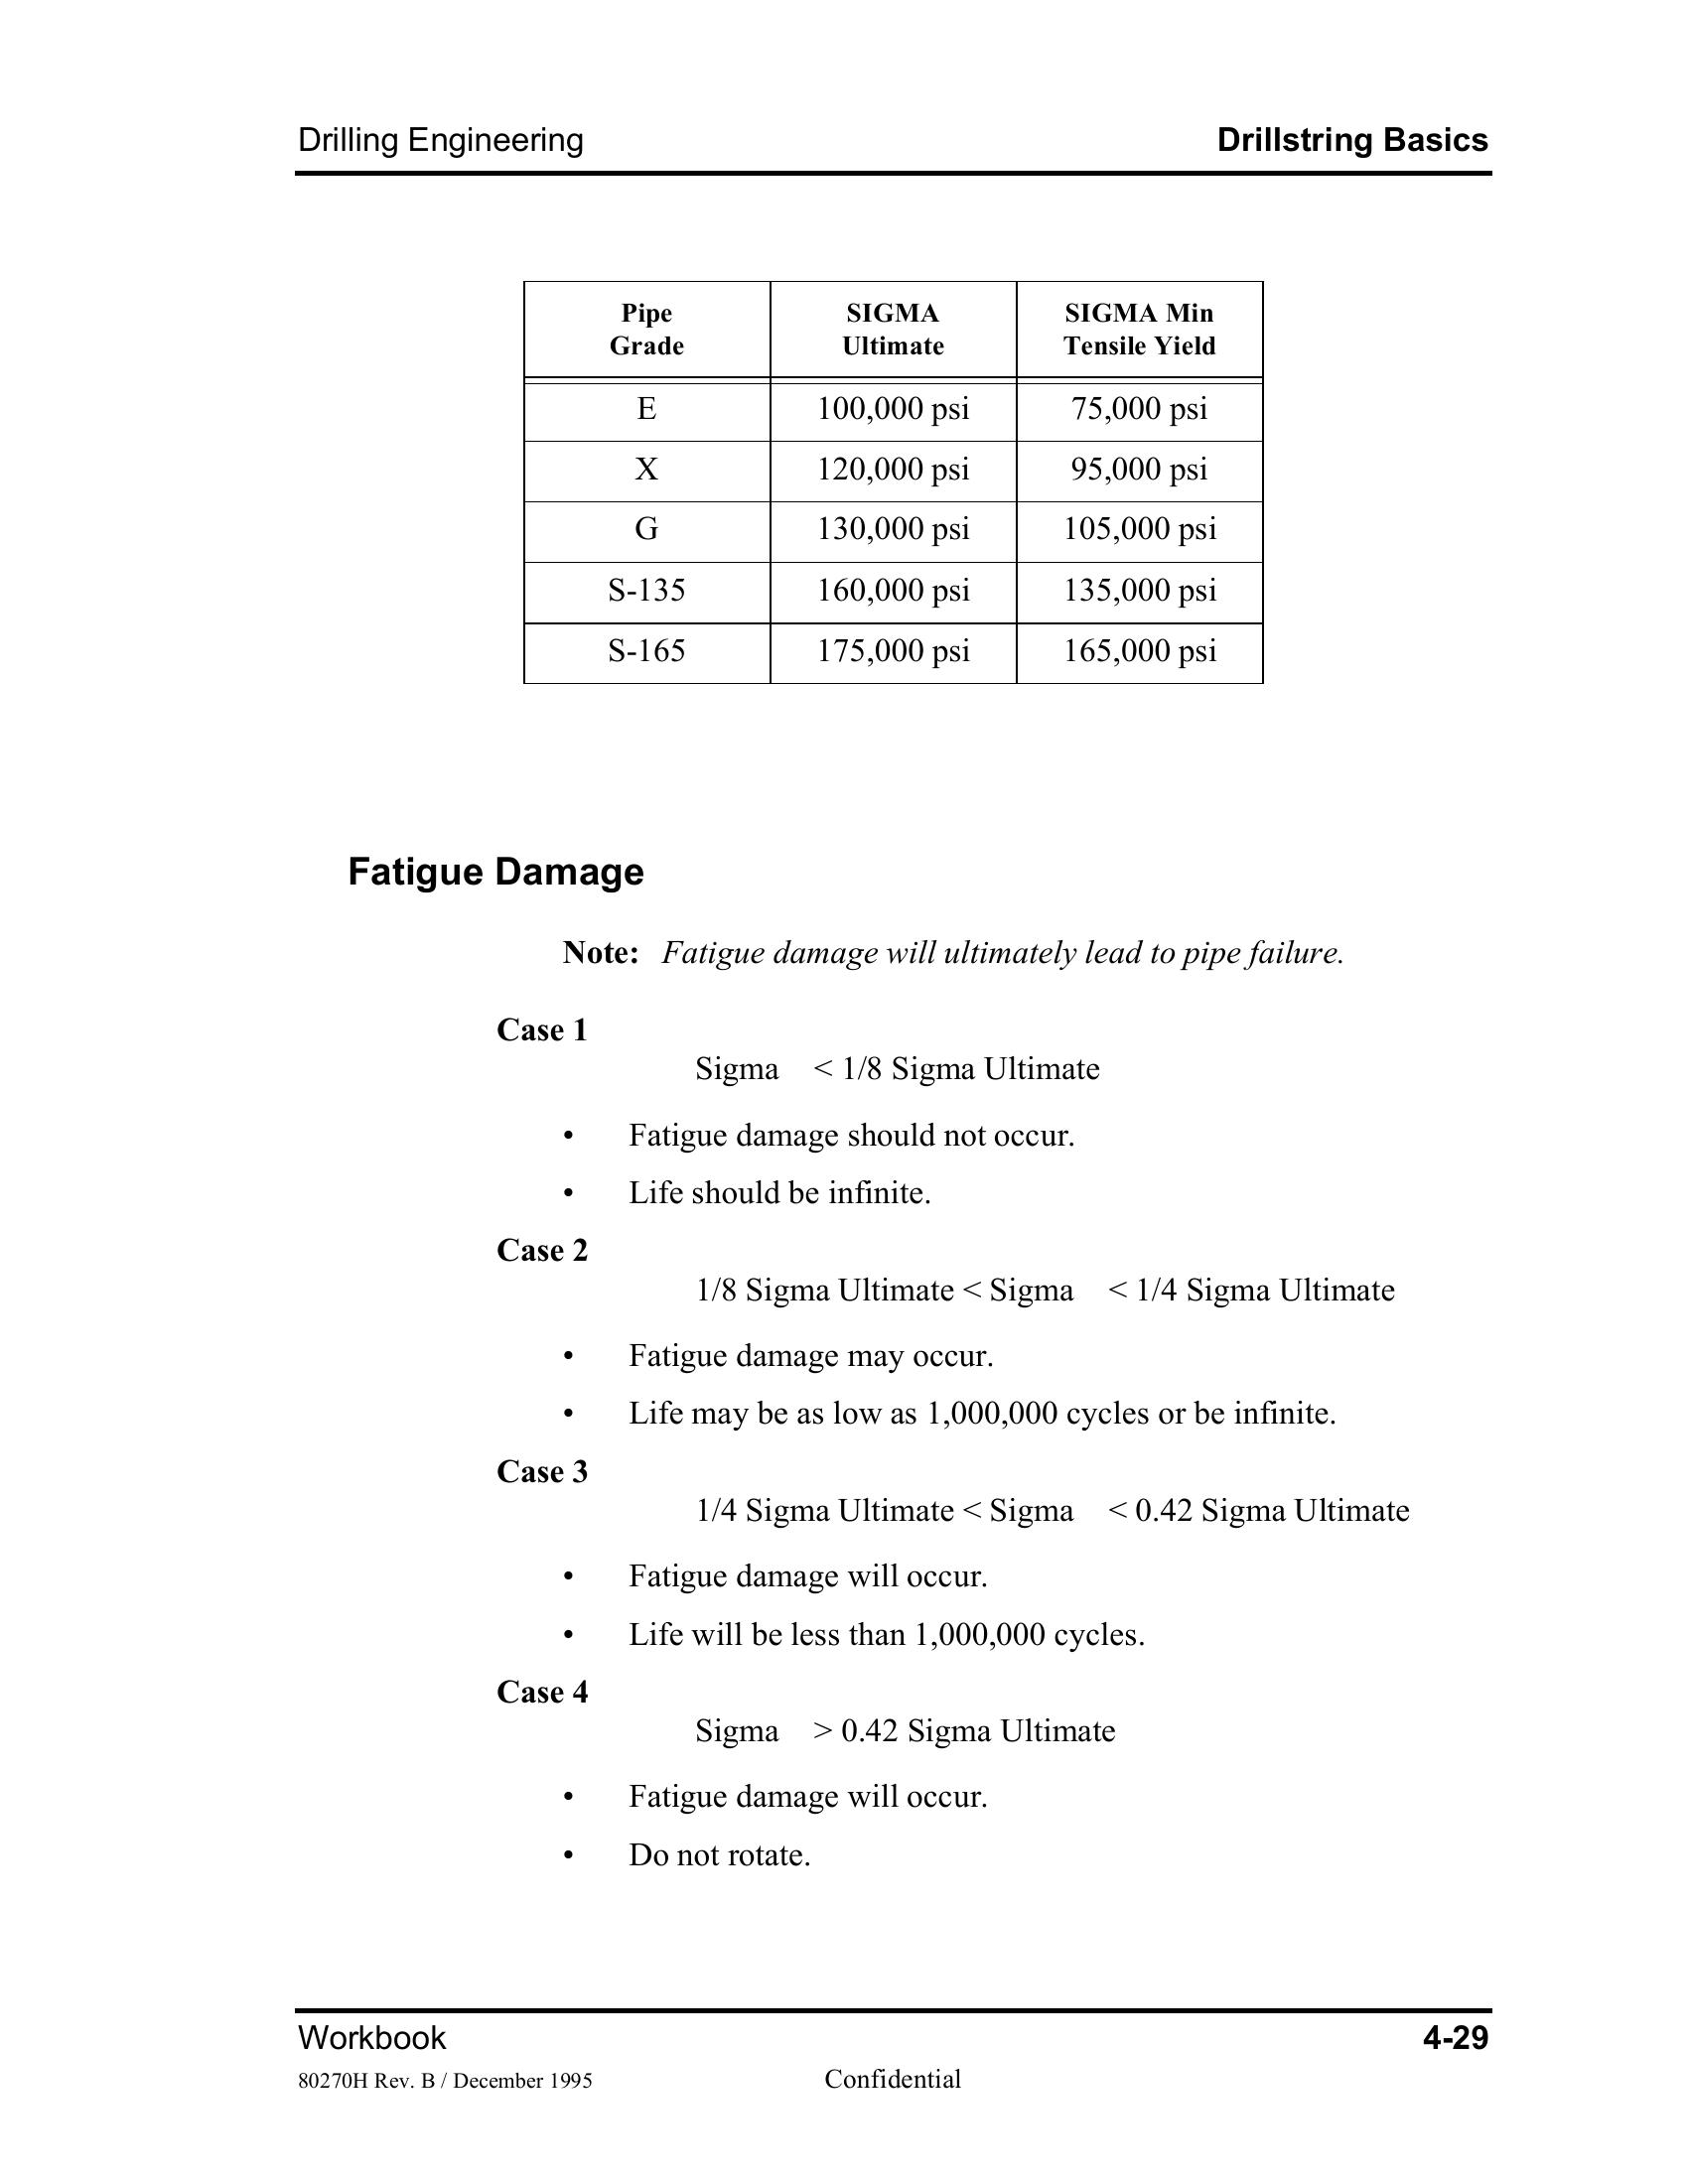 Drilling Engineering Drillstring Basics
Pipe SIGMA SIGMA Min
Grade Ultimate Tensile Yield
E 100,000 psi 75,000 psi
X 120,000 psi 95,000 psi
G 130,000 psi 105,000 psi
S-135 160,000 psi 135,000 psi
S-165 175,000 psi 165,000 psi
Fatigue Damage
Note: Fatigue damage will ultimately lead to pipe failure.
Case 1
Sigma < 1/8 Sigma Ultimate
• Fatigue damage should not occur.
• Life should be infinite.
Case 2
1/8 Sigma Ultimate < Sigma < 1/4 Sigma Ultimate
• Fatigue damage may occur.
• Life may be as low as 1,000,000 cycles or be infinite.
Case 3
1/4 Sigma Ultimate < Sigma < 0.42 Sigma Ultimate
• Fatigue damage will occur.
• Life will be less than 1,000,000 cycles.
Case 4
Sigma > 0.42 Sigma Ultimate
• Fatigue damage will occur.
• Do not rotate.
Workbook 4-29
80270H Rev. B / December 1995 Confidential